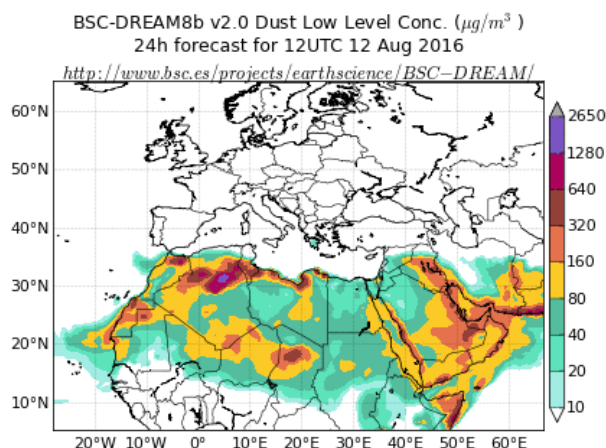 BSC-DREAM8b v2.0 Dust Low Level Conc. (μg/m³ )
24h forecast for 12UTC 12 Aug 2016
http://www.bsc.es/projects/earthscience/BSC−DREAM/
60°N
50°N
40°N
30°N
20°N
10°N
20°W 10°W 0° 10°E 20°E 30°E 40°E 50°E 60°E
2650
1280
640
320
160
80
40
20
10